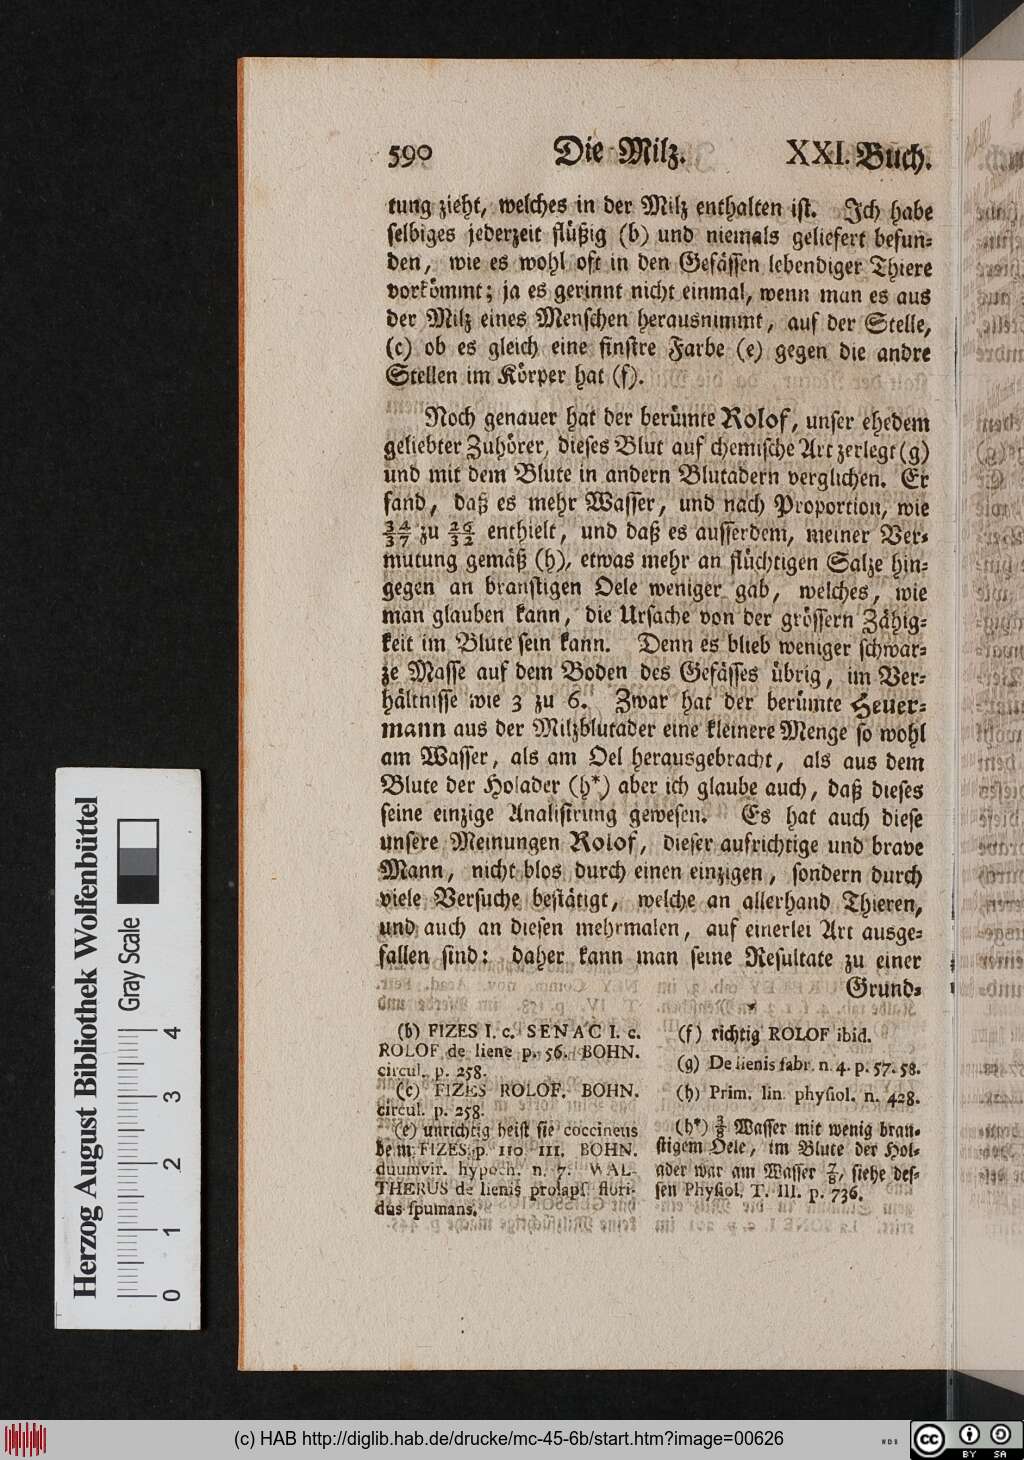 590 Die Milz. XXI. Buch.
tung zieht, welches in der Milz enthalten ist. Ich habe
selbiges jederzeit flüßig (b) und niemals geliefert befun⸗
den, wie es wohl oft in den Gefässen lebendiger Thiere
vorkömmt; ja es gerinnt nicht einmal, wenn man es aus
der Milz eines Menschen herausnimmt, auf der Stelle,
(c) ob es gleich eine finstre Farbe (e) gegen die andre
Stellen im Körper hat (f).
Noch genauer hat der berümte Rolof, unser ehedem
geliebter Zuhörer, dieses Blut auf chemische Art zerlegt (g)
und mit dem Blute in andern Blutadern verglichen. Er
fand, daß es mehr Wasser, und nach Proportion, wie
34/37 zu 26/32 enthielt, und daß es ausserdem, meiner Ver⸗
mutung gemäß (h), etwas mehr an flüchtigen Salze hin⸗
gegen an branstigen Oele weniger gab, welches, wie
man glauben kann, die Ursache von der grössern Zähig⸗
keit im Blute sein kann. Denn es blieb weniger schwar⸗
ze Masse auf dem Boden des Gefässes übrig, im Ver⸗
hältnisse wie 3 zu 6. Zwar hat der berümte Heuer⸗
mann aus der Milzblutader eine kleinere Menge so wohl
am Wasser, als am Oel herausgebracht, als aus dem
Blute der Holader (h*) aber ich glaube auch, daß dieses
seine einzige Analistrung gewesen. Es hat auch diese
unsere Meinungen Rolof, dieser aufrichtige und brave
Mann, nicht blos durch einen einzigen, sondern durch
viele Versuche bestätigt, welche an allerhand Thieren,
und auch an diesen mehrmalen, auf einerlei Art ausge⸗
fallen sind: daher kann man seine Resultate zu einer
Grund⸗
(b) FIZES l. c. SENAC l. c.
ROLOF de liene p. 56. BOHN.
circul. p. 258.
(c) FIZES ROLOF. BOHN.
circul. p. 258.
(e) unrichtig heist sie coccineus
beim FIZES p. 110. 111. BOHN.
duumvir. hypoch. n. 7. WAL-
THERUS de lienis prolaps. flori-
dus spumans.
(f) richtig ROLOF ibid.
(g) De lienis fabr. n. 4. p. 57. 58.
(h) Prim. lin. physiol. n. 428.
(h*) Wasser mit wenig bran⸗
stigem Oele, im Blute der Hol⸗
ader war am Wasser 7/8, siehe des⸗
sen Physiol. T. III. p. 736.
Herzog August Bibliothek Wolfenbüttel
Gray Scale
0 1 2 3 4
(c) HAB http://diglib.hab.de/drucke/mc-45-6b/start.htm?image=00626
WDB
cc BY SA